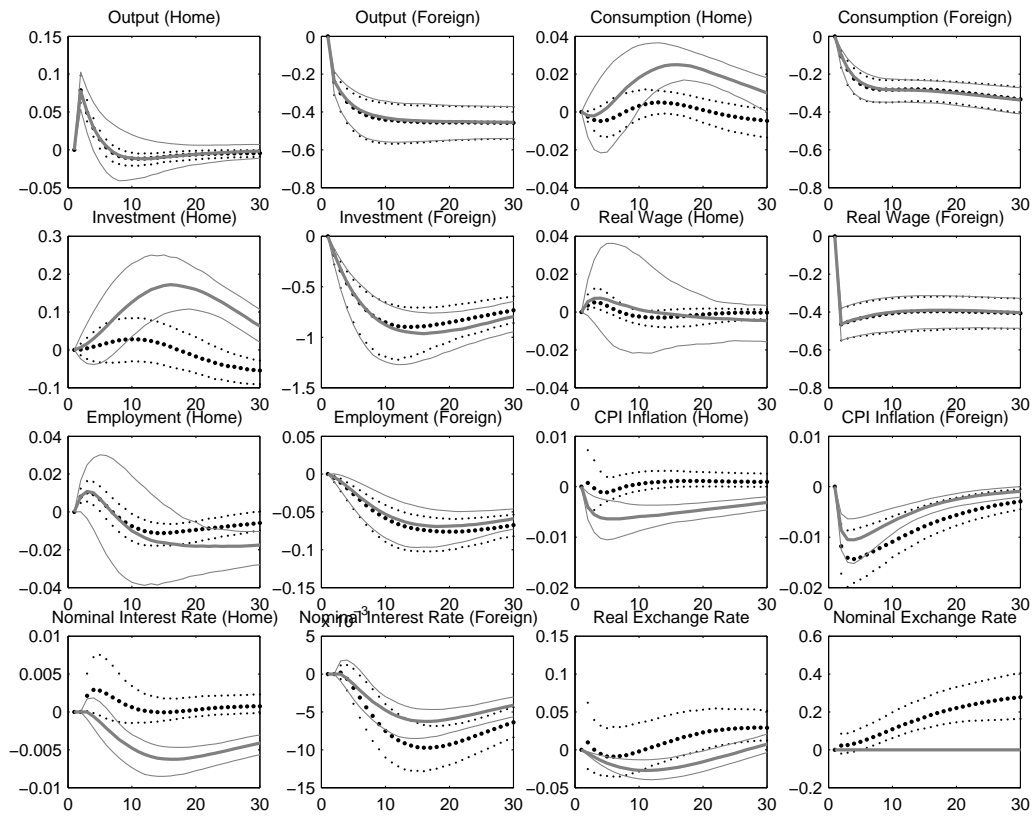 Output (Home)
0.15
0.1
0.05
0
−0.05
0 10 20 30
Output (Foreign)
0
−0.2
−0.4
−0.6
−0.8
0 10 20 30
Consumption (Home)
0.04
0.02
0
−0.02
−0.04
0 10 20 30
Consumption (Foreign)
0
−0.2
−0.4
−0.6
−0.8
0 10 20 30
Investment (Home)
0.3
0.2
0.1
0
−0.1
0 10 20 30
Investment (Foreign)
0
−0.5
−1
−1.5
0 10 20 30
Real Wage (Home)
0.04
0.02
0
−0.02
−0.04
0 10 20 30
Real Wage (Foreign)
0
−0.2
−0.4
−0.6
−0.8
0 10 20 30
Employment (Home)
0.04
0.02
0
−0.02
−0.04
0 10 20 30
Employment (Foreign)
0.05
0
−0.05
−0.1
−0.15
0 10 20 30
CPI Inflation (Home)
0.01
0
−0.01
−0.02
0 10 20 30
CPI Inflation (Foreign)
0.01
0
−0.01
−0.02
0 10 20 30
Nominal Interest Rate (Home)
0.01
0.005
0
−0.005
−0.01
0 10 20 30
Nominal Interest Rate (Foreign)
x 10−3
5
0
−5
−10
−15
0 10 20 30
Real Exchange Rate
0.15
0.1
0.05
0
−0.05
0 10 20 30
Nominal Exchange Rate
0.6
0.4
0.2
0
−0.2
0 10 20 30